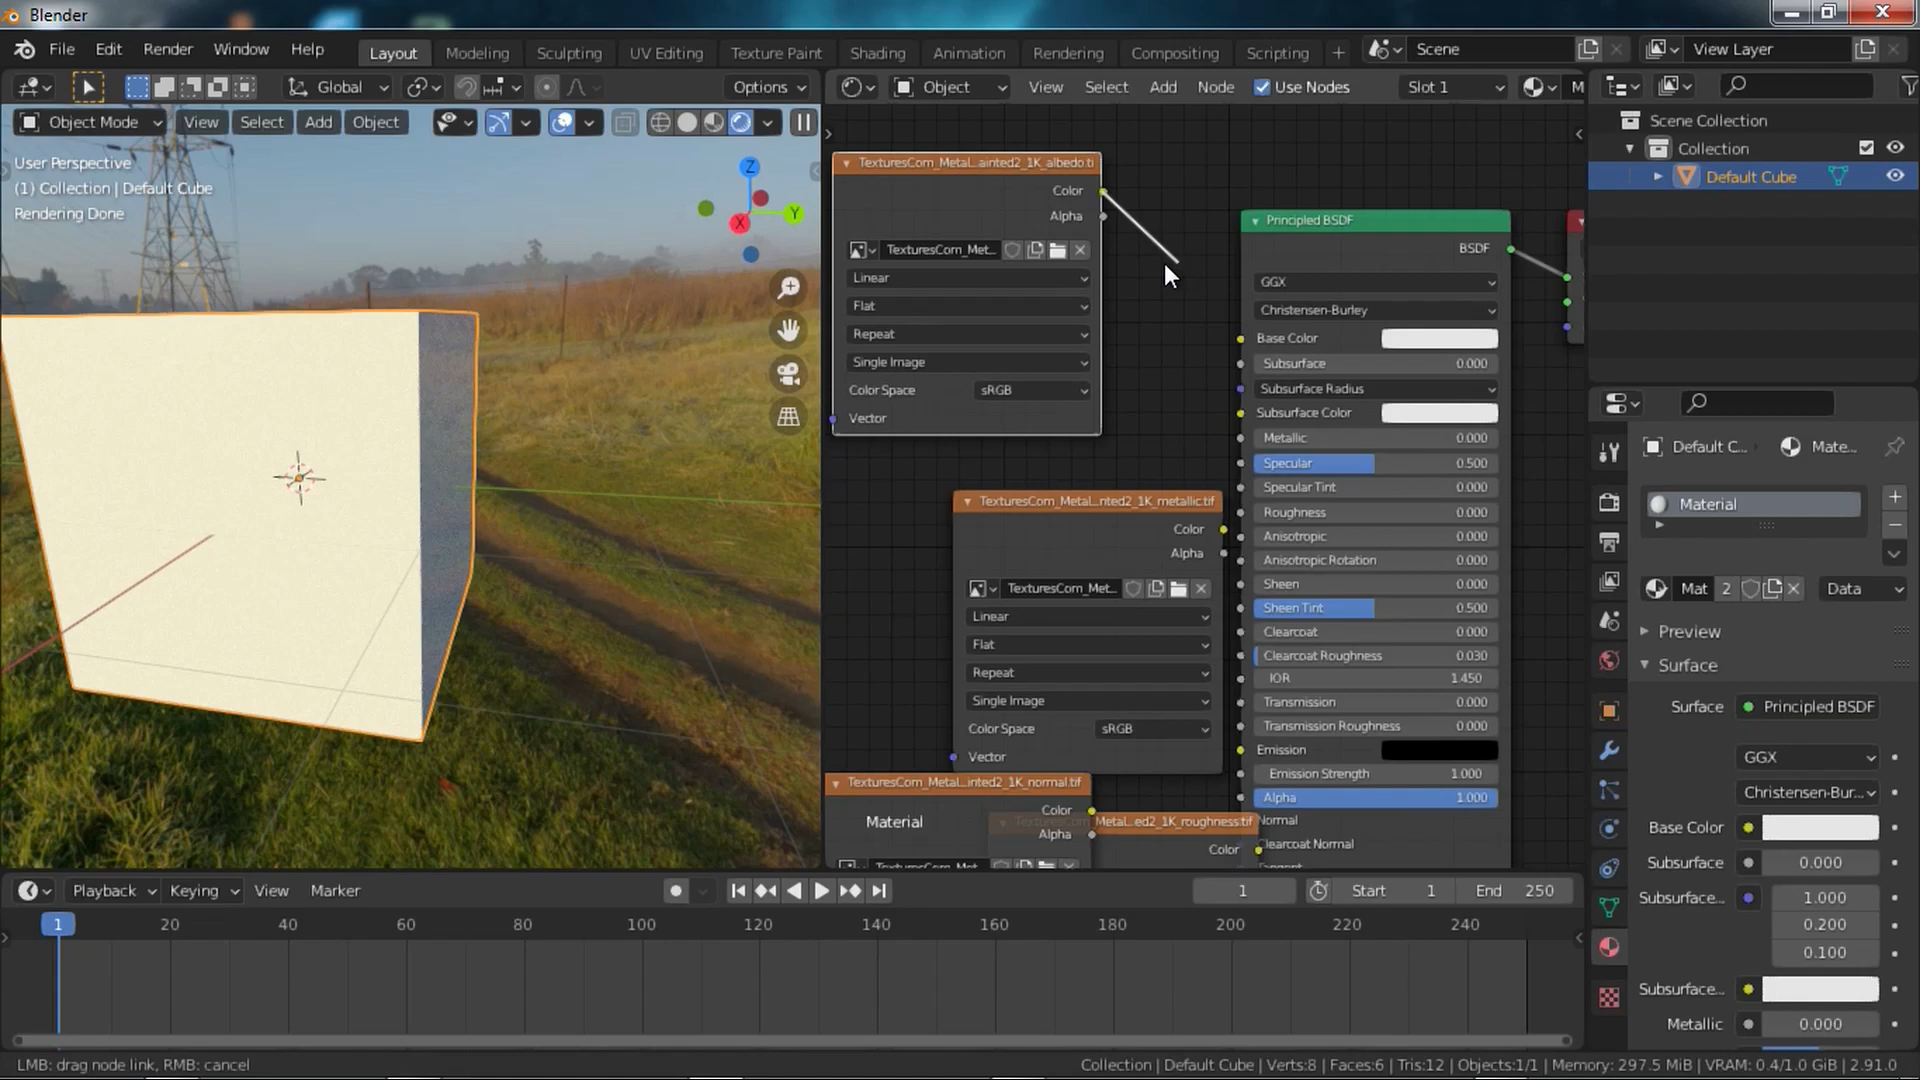 Blender
File Edit Render Window Help
Layout Modeling Sculpting UV Editing Texture Paint Shading Animation Rendering Compositing Scripting +
Scene
View Layer
Global
Options
Object
View Select Add Node
Use Nodes
Slot 1
M
Object Mode
View Select Add Object
User Perspective
(1) Collection | Default Cube
Rendering Done
Z
Y
X
TexturesCom_Metal...ainted2_1K_albedo.ti
Color
Alpha
TexturesCom_Met...
Linear
Flat
Repeat
Single Image
Color Space sRGB
Vector
TexturesCom_Metal...nted2_1K_metallic.tif
Color
Alpha
TexturesCom_Met...
Linear
Flat
Repeat
Single Image
Color Space sRGB
Vector
TexturesCom_Metal...inted2_1K_normal.tif
Color
Alpha
Material
MetaL...ed2_1K_roughness.tif
Color
Principled BSDF
BSDF
GGX
Christensen-Burley
Base Color
Subsurface 0.000
Subsurface Radius
Subsurface Color
Metallic 0.000
Specular 0.500
Specular Tint 0.000
Roughness 0.000
Anisotropic 0.000
Anisotropic Rotation 0.000
Sheen 0.000
Sheen Tint 0.500
Clearcoat 0.000
Clearcoat Roughness 0.030
IOR 1.450
Transmission 0.000
Transmission Roughness 0.000
Emission
Emission Strength 1.000
Alpha 1.000
Normal
Clearcoat Normal
Scene Collection
Collection
Default Cube
Default C... Mate...
Material
Mat 2 Data
Preview
Surface
Surface Principled BSDF
GGX
Christensen-Bur...
Base Color
Subsurface 0.000
Subsurface... 1.000
0.200
0.100
Subsurface...
Metallic 0.000
Playback Keying View Marker
1 Start 1 End 250
1 20 40 60 80 100 120 140 160 180 200 220 240
LMB: drag node link, RMB: cancel
Collection | Default Cube | Verts:8 | Faces:6 | Tris:12 | Objects:1/1 | Memory: 297.5 MiB | VRAM: 0.4/1.0 GiB | 2.91.0